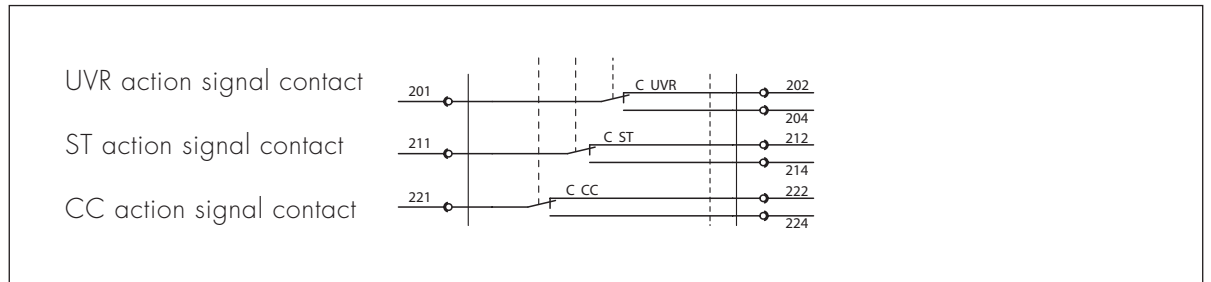 UVR action signal contact
201
C UVR
202
204
ST action signal contact
211
C ST
212
214
CC action signal contact
221
C CC
222
224